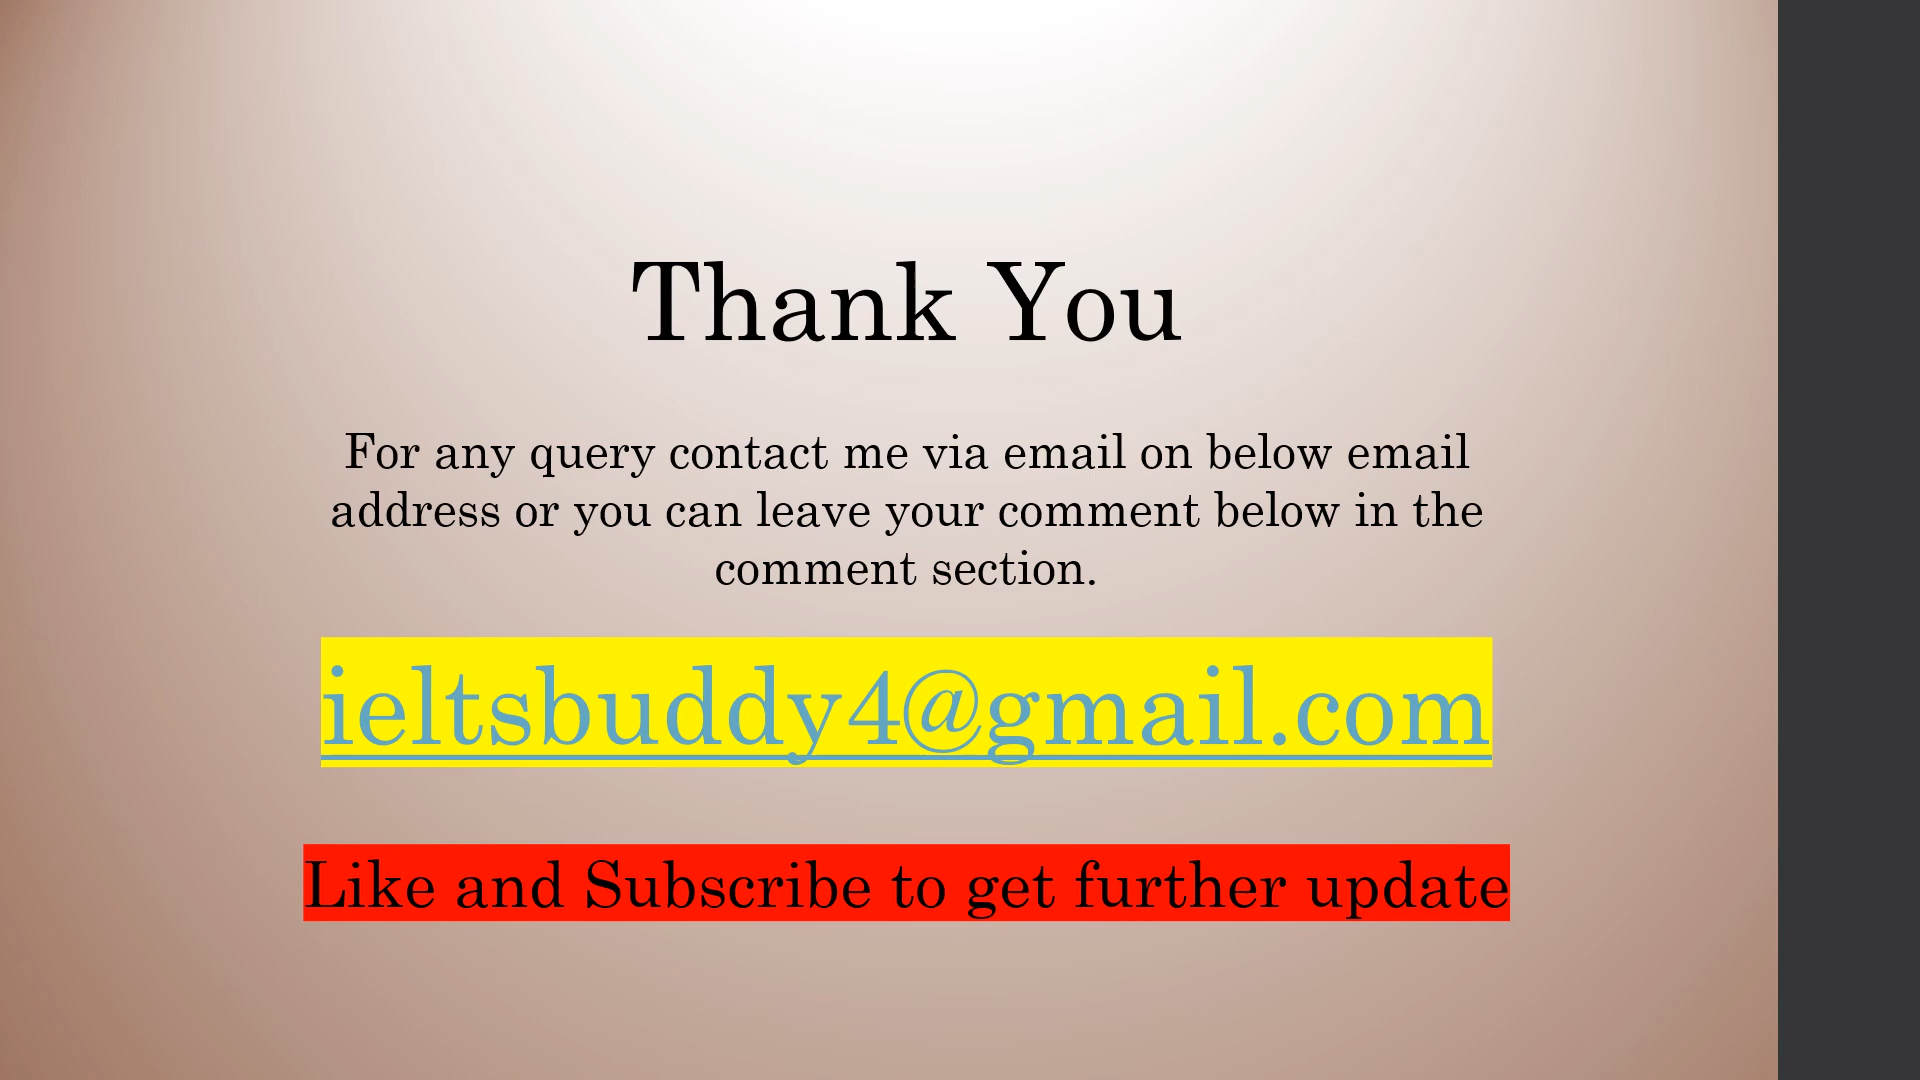 Thank You
For any query contact me via email on below email
address or you can leave your comment below in the
comment section.
ieltsbuddy4@gmail.com
Like and Subscribe to get further update